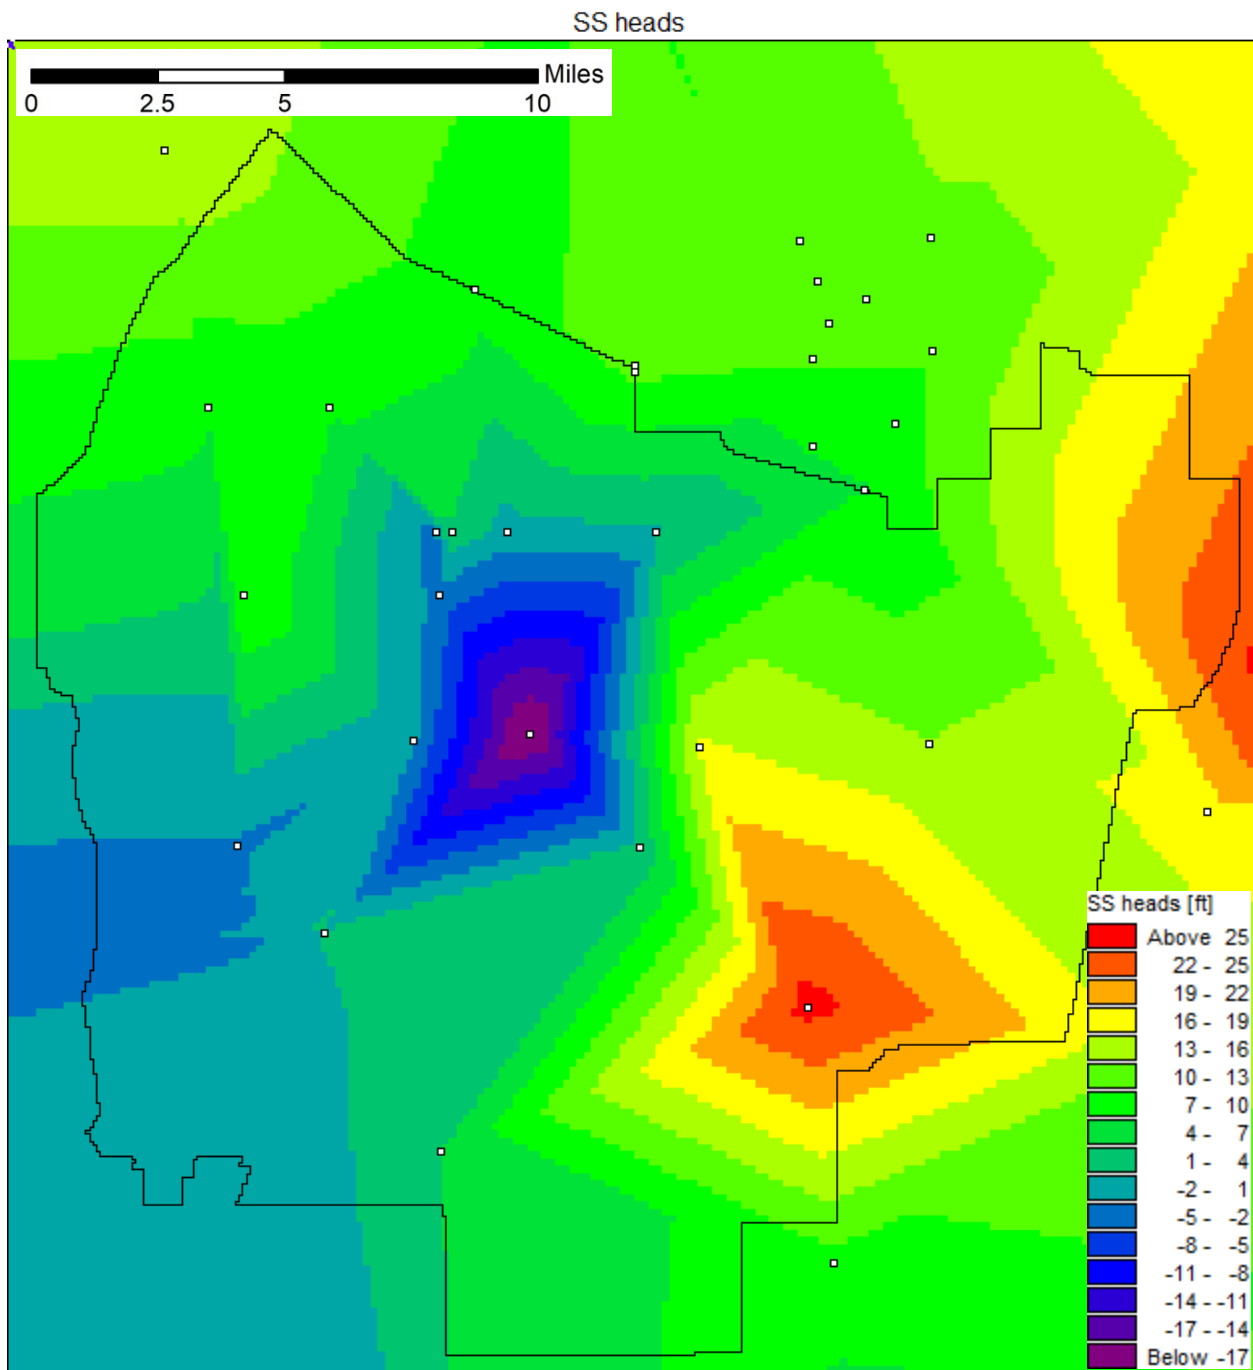 SS heads
Miles
0 2.5 5 10
SS heads [ft]
Above 25
22 - 25
19 - 22
16 - 19
13 - 16
10 - 13
7 - 10
4 - 7
1 - 4
-2 - 1
-5 - -2
-8 - -5
-11 - -8
-14 - -11
-17 - -14
Below -17